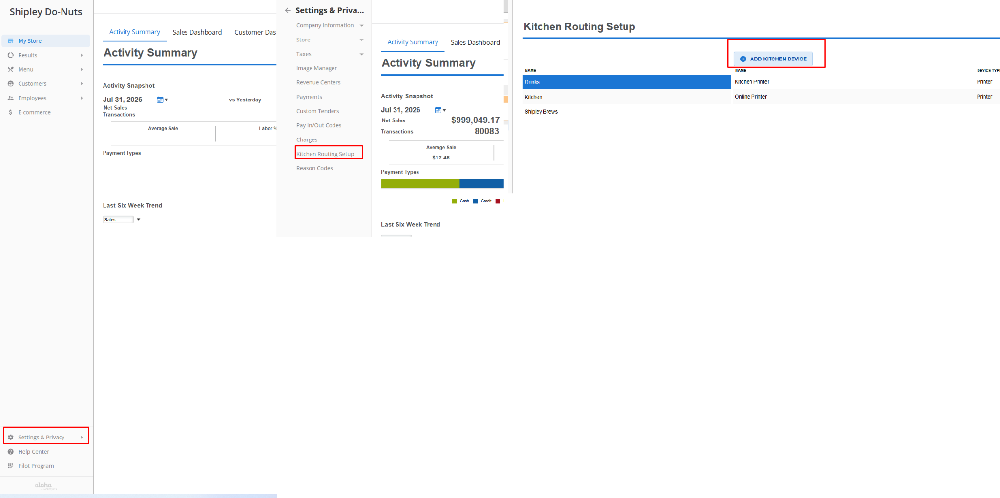 Shipley Do-Nuts
My Store
Results
Menu
Customers
Employees
E-commerce
Settings & Privacy
Help Center
Pilot Program
aloha
Activity Summary
Sales Dashboard
Customer Das
Activity Summary
Activity Snapshot
Jul 31, 2026
vs Yesterday
Net Sales
Transactions
Average Sale
Labor %
Payment Types
Last Six Week Trend
Sales
Settings & Priva...
Company Information
Store
Taxes
Image Manager
Revenue Centers
Payments
Custom Tenders
Pay In/Out Codes
Charges
Kitchen Routing Setup
Reason Codes
Activity Summary
Sales Dashboard
Activity Summary
Activity Snapshot
Jul 31, 2026
Net Sales $999,049.17
Transactions 80083
Average Sale
$12.48
Payment Types
Cash Credit
Last Six Week Trend
Kitchen Routing Setup
ADD KITCHEN DEVICE
NAME
Drinks
Kitchen
Shipley Brews
NAME DEVICE TYPE
Kitchen Printer Printer
Online Printer Printer